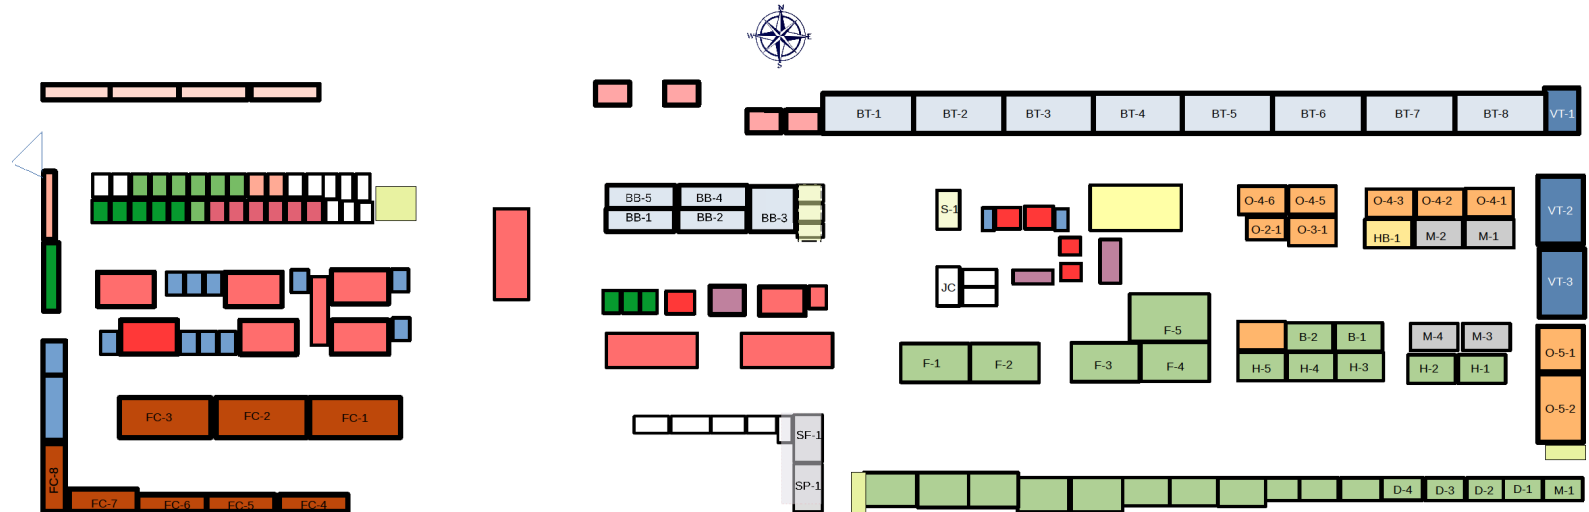 N
W E
S
BT-1 BT-2 BT-3 BT-4 BT-5 BT-6 BT-7 BT-8 VT-1
BB-5 BB-4
BB-1 BB-2 BB-3
S-1
O-4-6 O-4-5 O-4-3 O-4-2 O-4-1
O-2-1 O-3-1 HB-1 M-2 M-1
VT-2
VT-3
JC
F-5
F-1 F-2 F-3 F-4
B-2 B-1 M-4 M-3
H-5 H-4 H-3 H-2 H-1
O-5-1
O-5-2
FC-3 FC-2 FC-1
SF-1
SP-1
FC-8
FC-7 FC-6 FC-5 FC-4
D-4 D-3 D-2 D-1 M-1